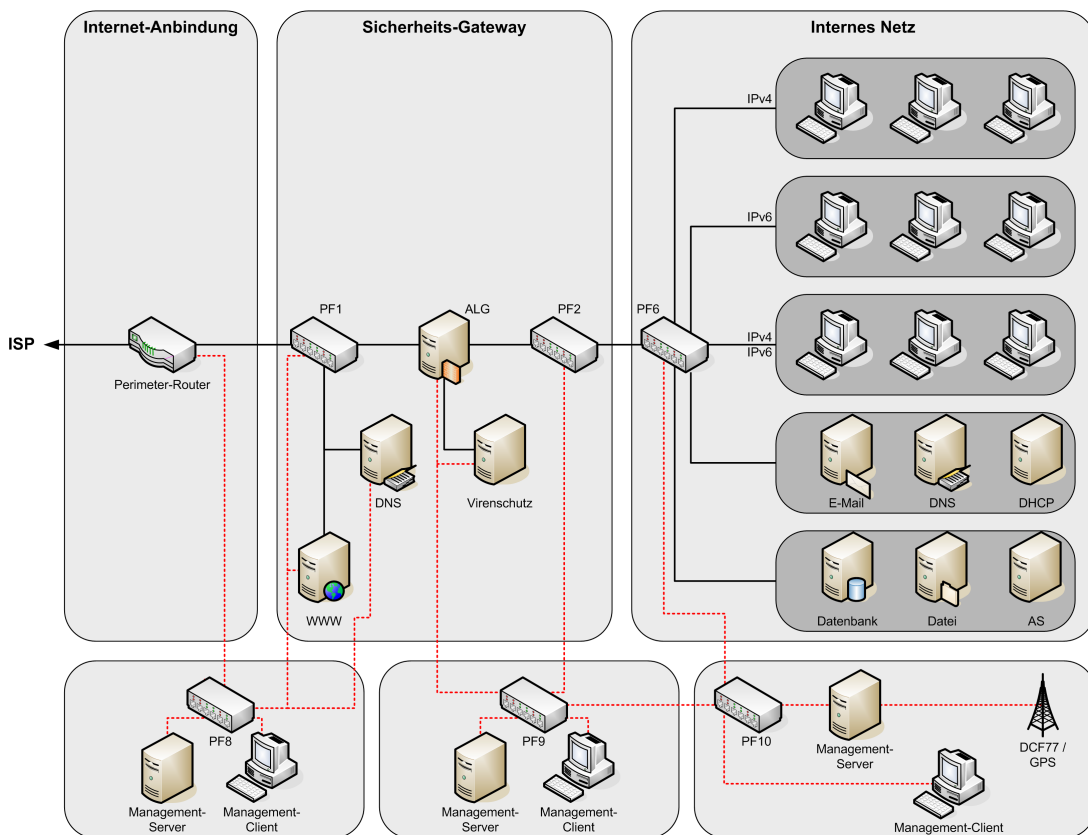 Internet-Anbindung
Sicherheits-Gateway
Internes Netz
IPv4
IPv6
PF1
ALG
PF2
PF6
ISP
IPv4
IPv6
Perimeter-Router
DNS
Virenschutz
E-Mail
DNS
DHCP
WWW
Datenbank
Datei
AS
PF8
PF9
PF10
Management-
Server
DCF77 /
GPS
Management-
Server
Management-
Client
Management-
Server
Management-
Client
Management-Client